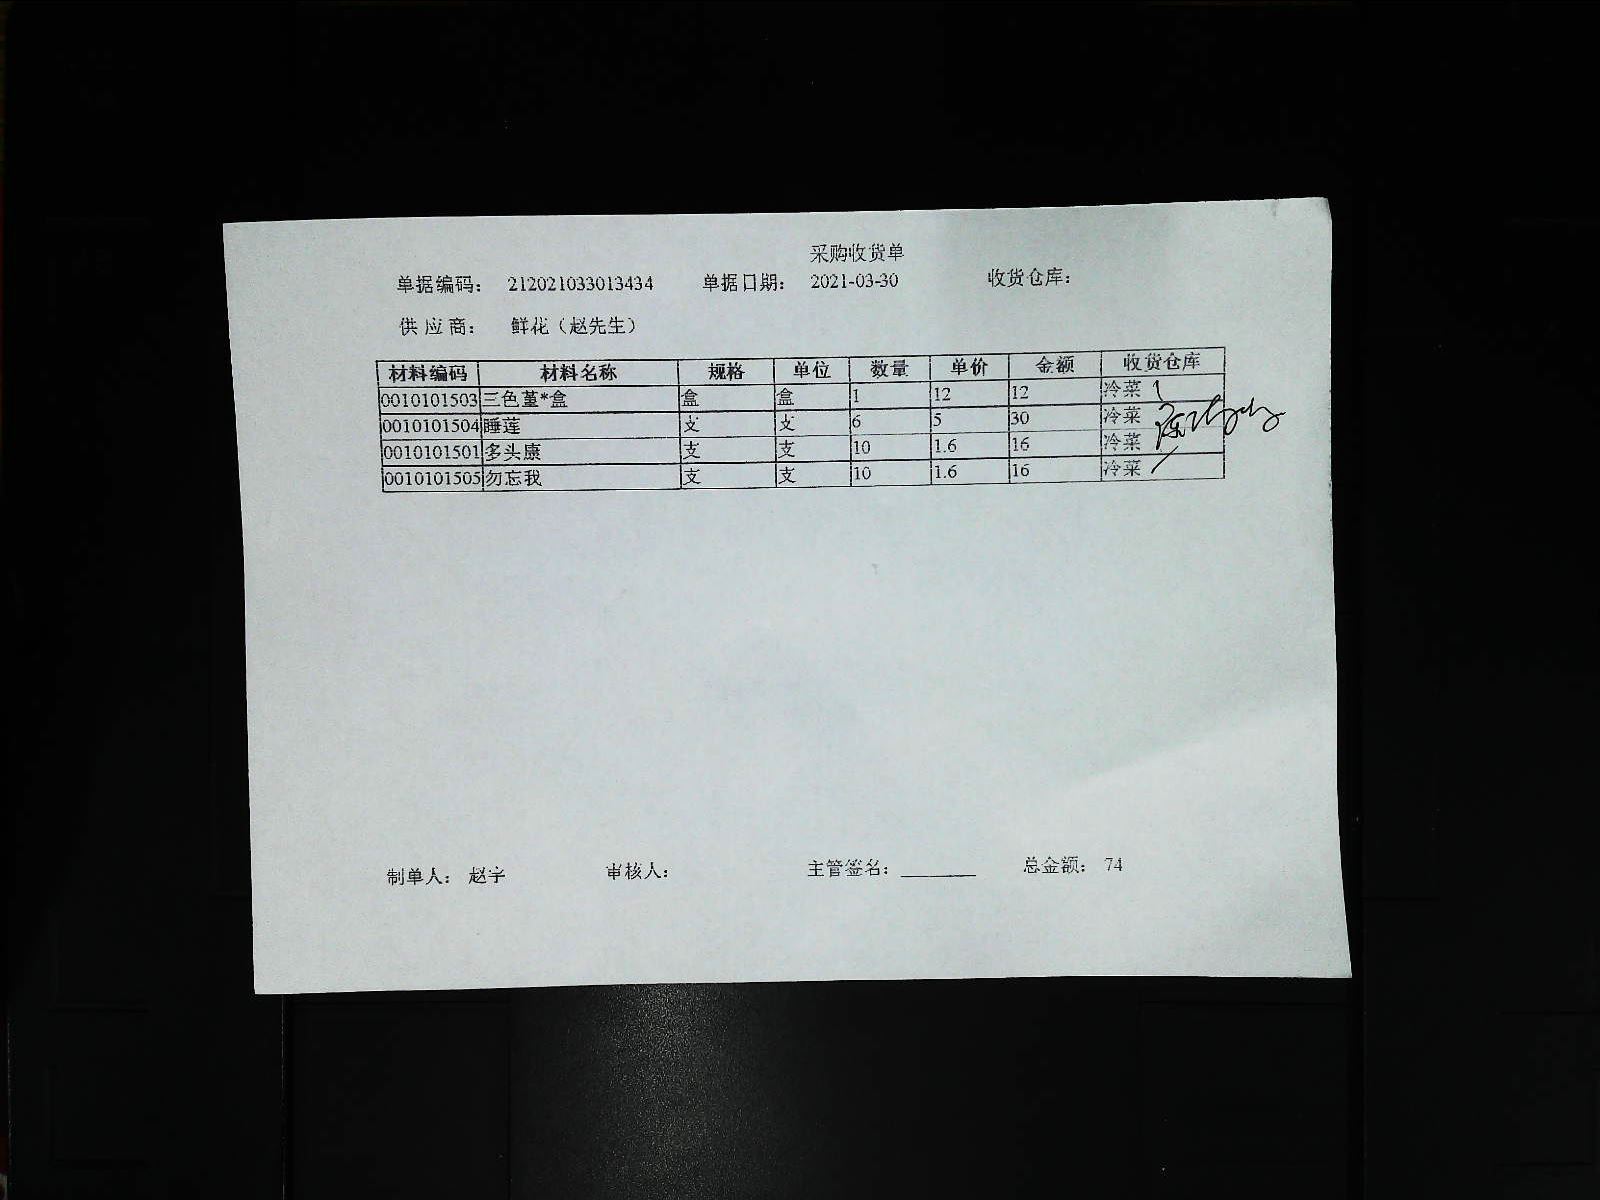 采购收货单
单据编码： 212021033013434 单据日期： 2021-03-30 收货仓库：
供应商： 鲜花（赵先生）
材料编码 材料名称 规格 单位 数量 单价 金额 收货仓库
0010101503 三色堇*盒 盒 盒 1 12 12 冷菜
0010101504 睡莲 支 支 6 5 30 冷菜
0010101501 多头康 支 支 10 1.6 16 冷菜
0010101505 勿忘我 支 支 10 1.6 16 冷菜
制单人： 赵宇 审核人： 主管签名： 总金额： 74